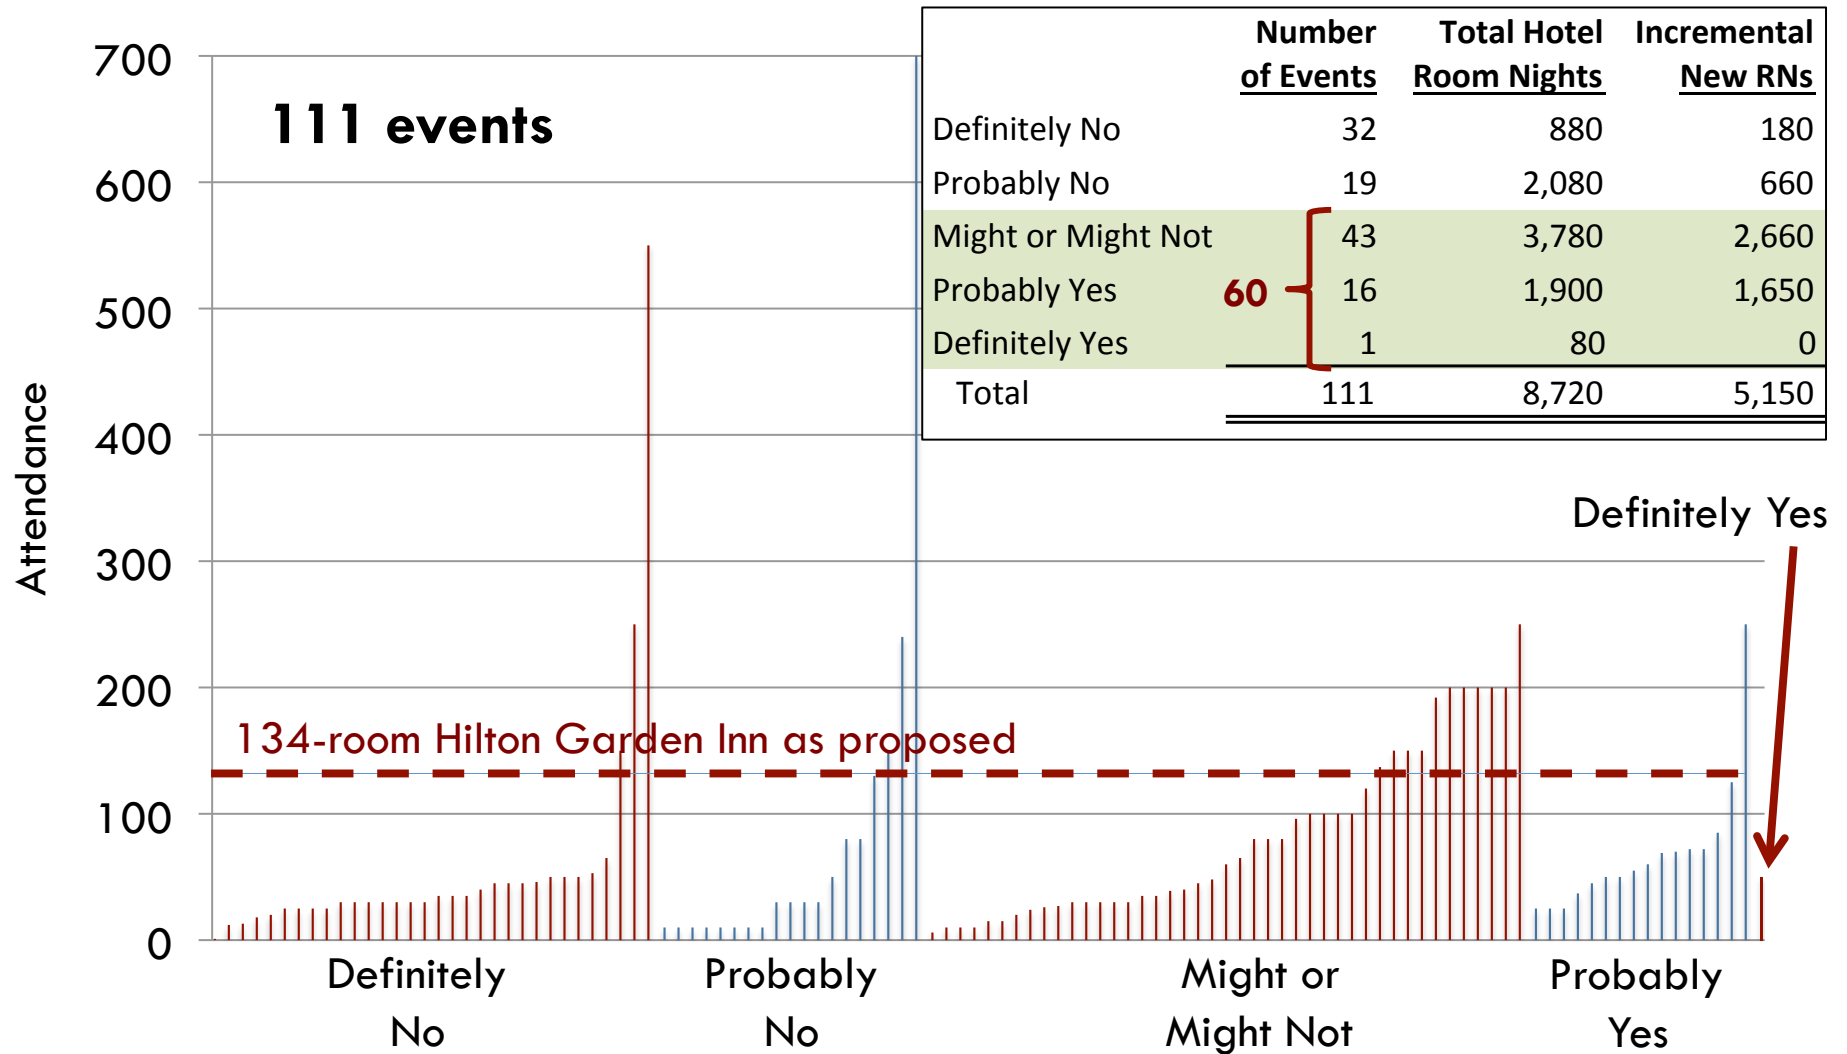 Number Total Hotel Incremental
of Events Room Nights New RNs
Definitely No 32 880 180
Probably No 19 2,080 660
Might or Might Not 43 3,780 2,660
Probably Yes 60 16 1,900 1,650
Definitely Yes 1 80 0
Total 111 8,720 5,150
111 events
Attendance
700
600
500
400
300
200
100
0
Definitely Yes
134-room Hilton Garden Inn as proposed
Definitely
No
Probably
No
Might or
Might Not
Probably
Yes